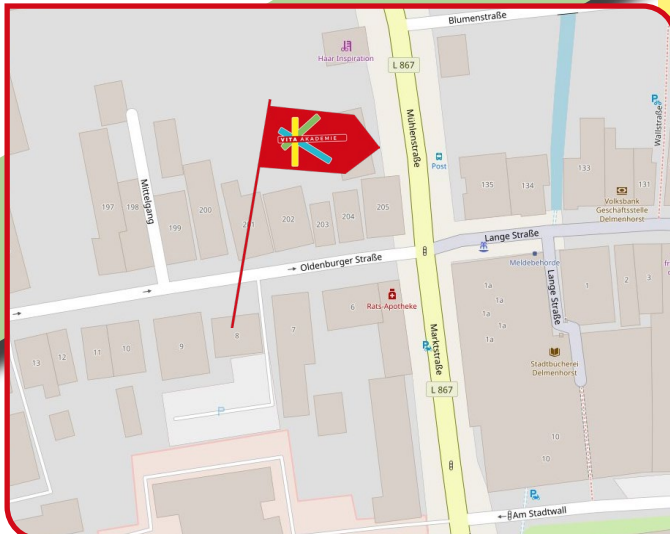 Blumenstraße
Haar-Inspiration
L 867
Mühlenstraße
VITA AKADEMIE
Wallstraße
Post
Mittelgang
197
198
199
200
201
202
203
204
205
135
134
133
131
Volksbank
Geschäftsstelle
Delmenhorst
Lange Straße
Meldebehörde
Oldenburger Straße
Lange Straße
Rats-Apotheke
1a
1a
1a
1a
1a
1
2
3
6
7
8
9
10
11
12
13
Marktstraße
P
Stadtbücherei
Delmenhorst
P
L 867
10
10
P
Am Stadtwall